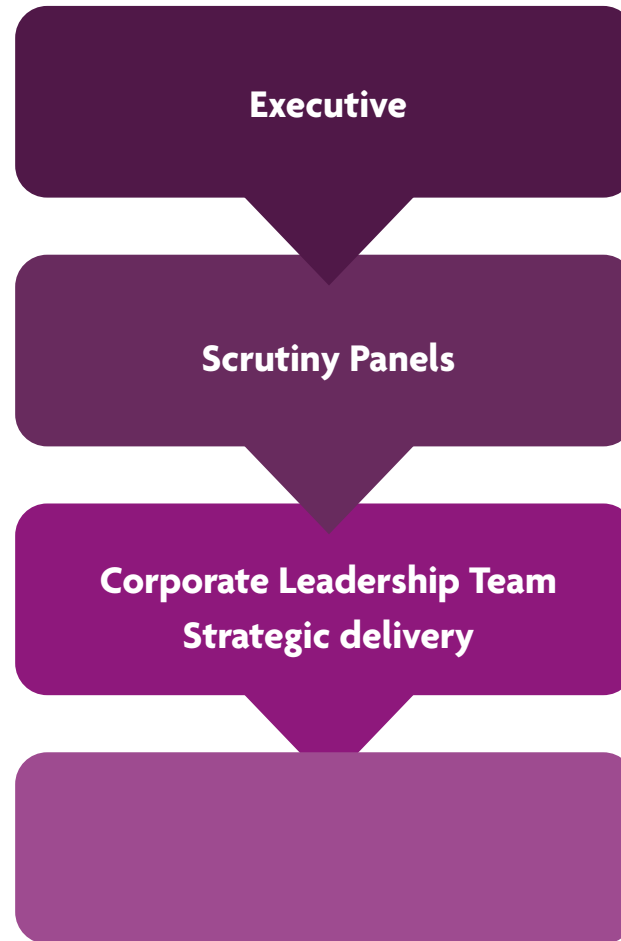 Executive
Scrutiny Panels
Corporate Leadership Team
Strategic delivery